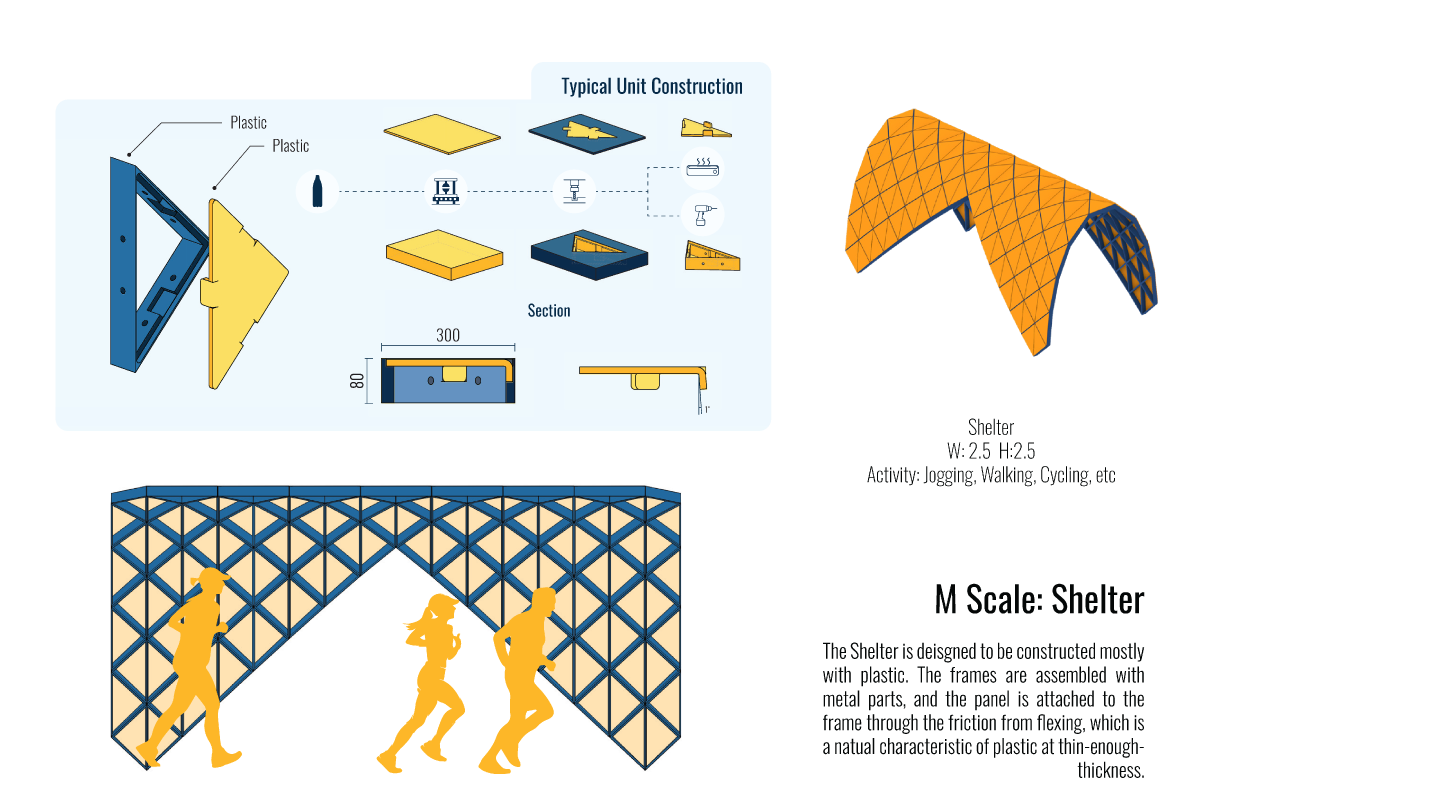 Typical Unit Construction
Plastic
Plastic
Section
300
80
1°
Shelter
W: 2.5 H:2.5
Activity: Jogging, Walking, Cycling, etc
M Scale: Shelter
The Shelter is deisgned to be constructed mostly
with plastic. The frames are assembled with
metal parts, and the panel is attached to the
frame through the friction from flexing, which is
a natual characteristic of plastic at thin-enough-
thickness.